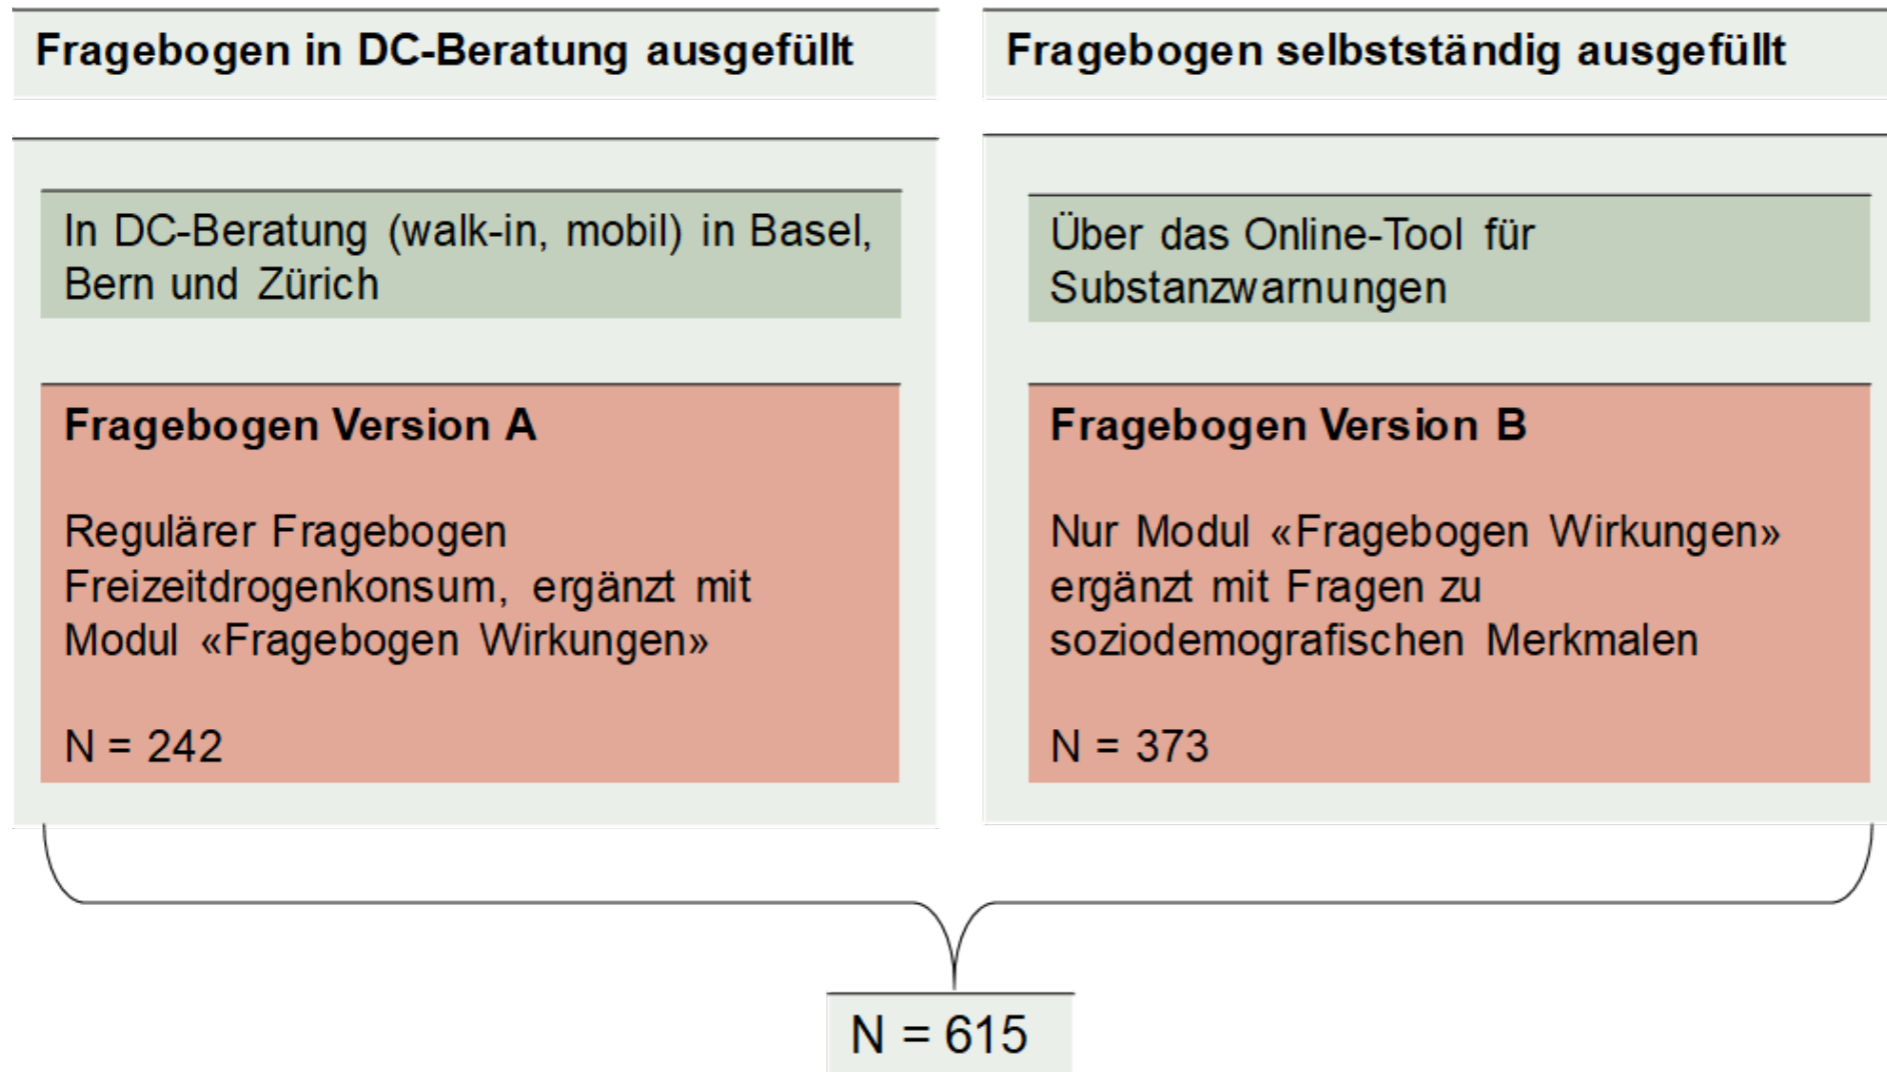 Fragebogen in DC-Beratung ausgefüllt
In DC-Beratung (walk-in, mobil) in Basel,
Bern und Zürich
Fragebogen Version A
Regulärer Fragebogen
Freizeitdrogenkonsum, ergänzt mit
Modul «Fragebogen Wirkungen»
N = 242
Fragebogen selbstständig ausgefüllt
Über das Online-Tool für
Substanzwarnungen
Fragebogen Version B
Nur Modul «Fragebogen Wirkungen»
ergänzt mit Fragen zu
soziodemografischen Merkmalen
N = 373
N = 615